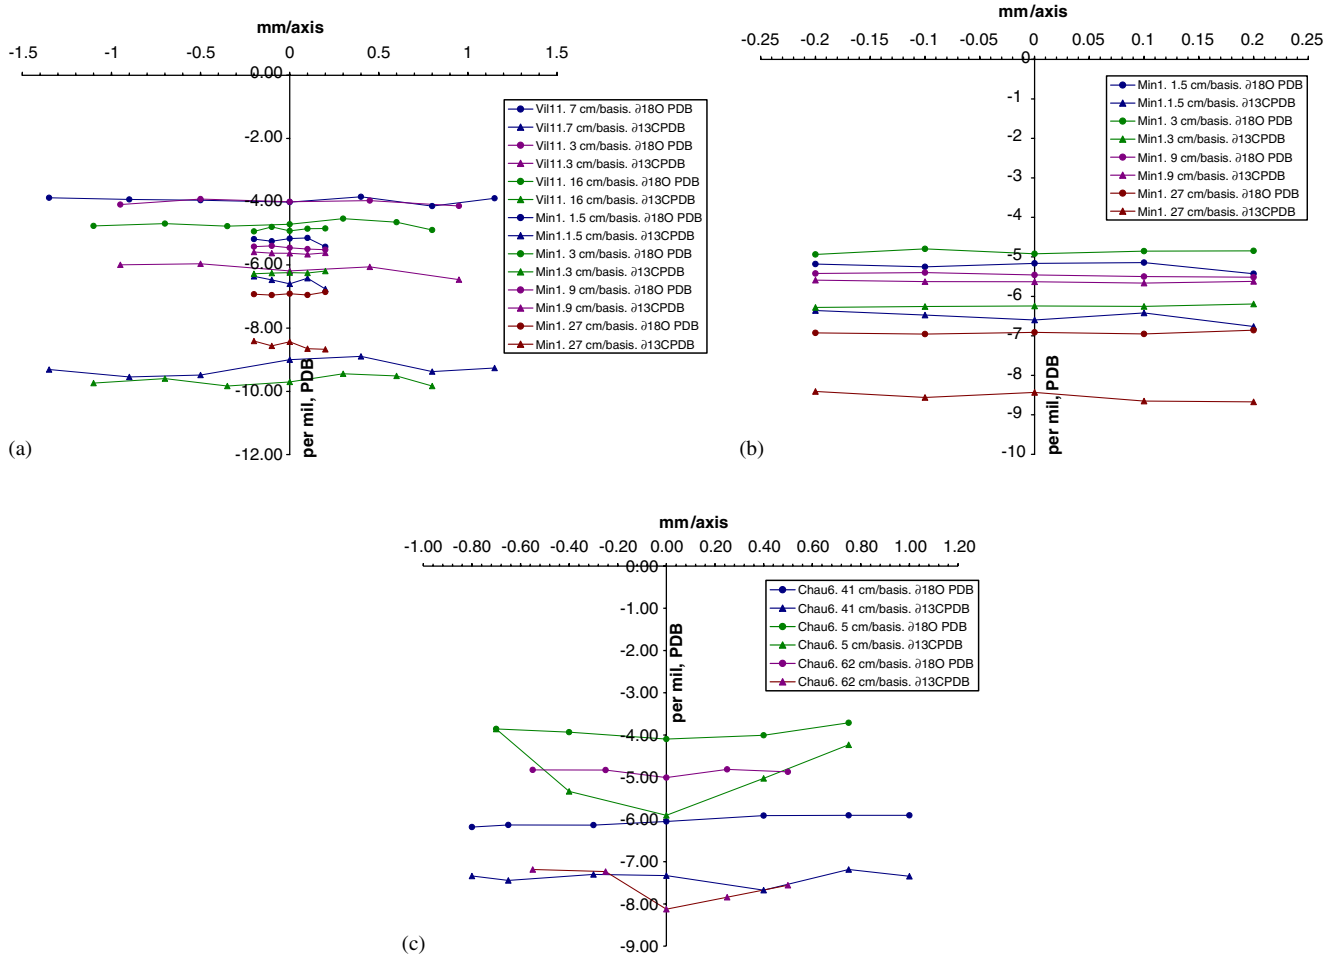 mm/axis
-1.5 -1 -0.5 0 0.5 1 1.5
0.00
-2.00
-4.00
-6.00
-8.00
-10.00
-12.00
per mil, PDB
Vil11. 7 cm/basis. ∂18O PDB
Vil11.7 cm/basis. ∂13CPDB
Vil11. 3 cm/basis. ∂18O PDB
Vil11.3 cm/basis. ∂13CPDB
Vil11. 16 cm/basis. ∂18O PDB
Vil11. 16 cm/basis. ∂13CPDB
Min1. 1.5 cm/basis. ∂18O PDB
Min1.1.5 cm/basis. ∂13CPDB
Min1. 3 cm/basis. ∂18O PDB
Min1.3 cm/basis. ∂13CPDB
Min1. 9 cm/basis. ∂18O PDB
Min1.9 cm/basis. ∂13CPDB
Min1. 27 cm/basis. ∂18O PDB
Min1. 27 cm/basis. ∂13CPDB
(a)
mm/axis
-0.25 -0.2 -0.15 -0.1 -0.05 0 0.05 0.1 0.15 0.2 0.25
0
-1
-2
-3
-4
-5
-6
-7
-8
-9
-10
per mil, PDB
Min1. 1.5 cm/basis. ∂18O PDB
Min1.1.5 cm/basis. ∂13CPDB
Min1. 3 cm/basis. ∂18O PDB
Min1.3 cm/basis. ∂13CPDB
Min1. 9 cm/basis. ∂18O PDB
Min1.9 cm/basis. ∂13CPDB
Min1. 27 cm/basis. ∂18O PDB
Min1. 27 cm/basis. ∂13CPDB
(b)
mm/axis
-1.00 -0.80 -0.60 -0.40 -0.20 0.00 0.20 0.40 0.60 0.80 1.00 1.20
0.00
-1.00
-2.00
-3.00
-4.00
-5.00
-6.00
-7.00
-8.00
-9.00
per mil, PDB
Chau6. 41 cm/basis. ∂18O PDB
Chau6. 41 cm/basis. ∂13CPDB
Chau6. 5 cm/basis. ∂18O PDB
Chau6. 5 cm/basis. ∂13CPDB
Chau6. 62 cm/basis. ∂18O PDB
Chau6. 62 cm/basis. ∂13CPDB
(c)